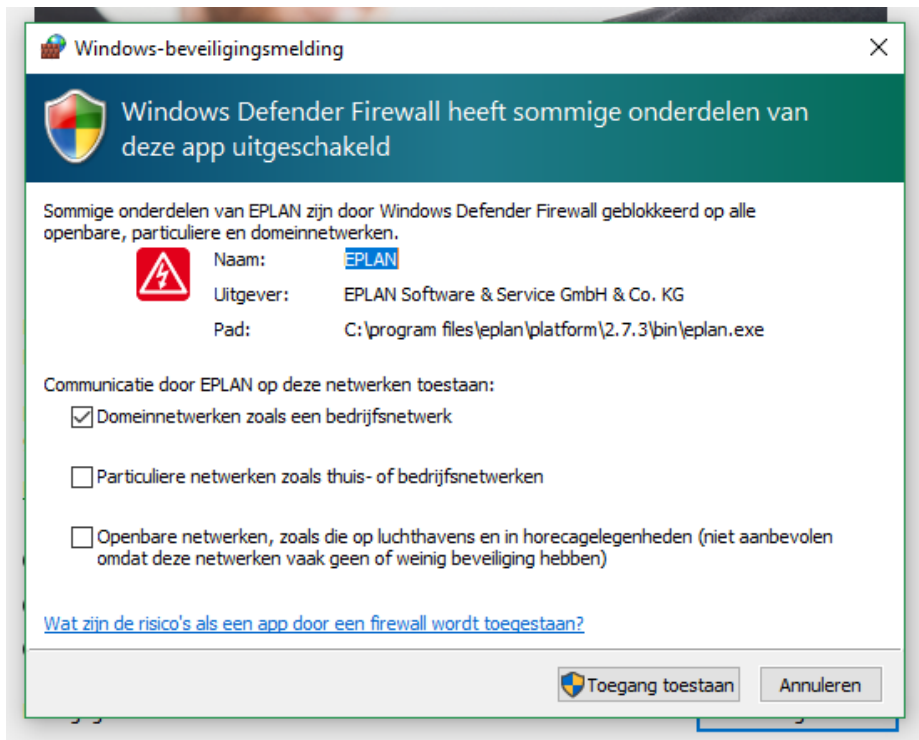 Windows-beveiligingsmelding
Windows Defender Firewall heeft sommige onderdelen van
deze app uitgeschakeld
Sommige onderdelen van EPLAN zijn door Windows Defender Firewall geblokkeerd op alle
openbare, particuliere en domeinnetwerken.
Naam: EPLAN
Uitgever: EPLAN Software & Service GmbH & Co. KG
Pad: C:\program files\eplan\platform\2.7.3\bin\eplan.exe
Communicatie door EPLAN op deze netwerken toestaan:
Domeinnetwerken zoals een bedrijfsnetwerk
Particuliere netwerken zoals thuis- of bedrijfsnetwerken
Openbare netwerken, zoals die op luchthavens en in horecagelegenheden (niet aanbevolen
omdat deze netwerken vaak geen of weinig beveiliging hebben)
Wat zijn de risico's als een app door een firewall wordt toegestaan?
Toegang toestaan Annuleren